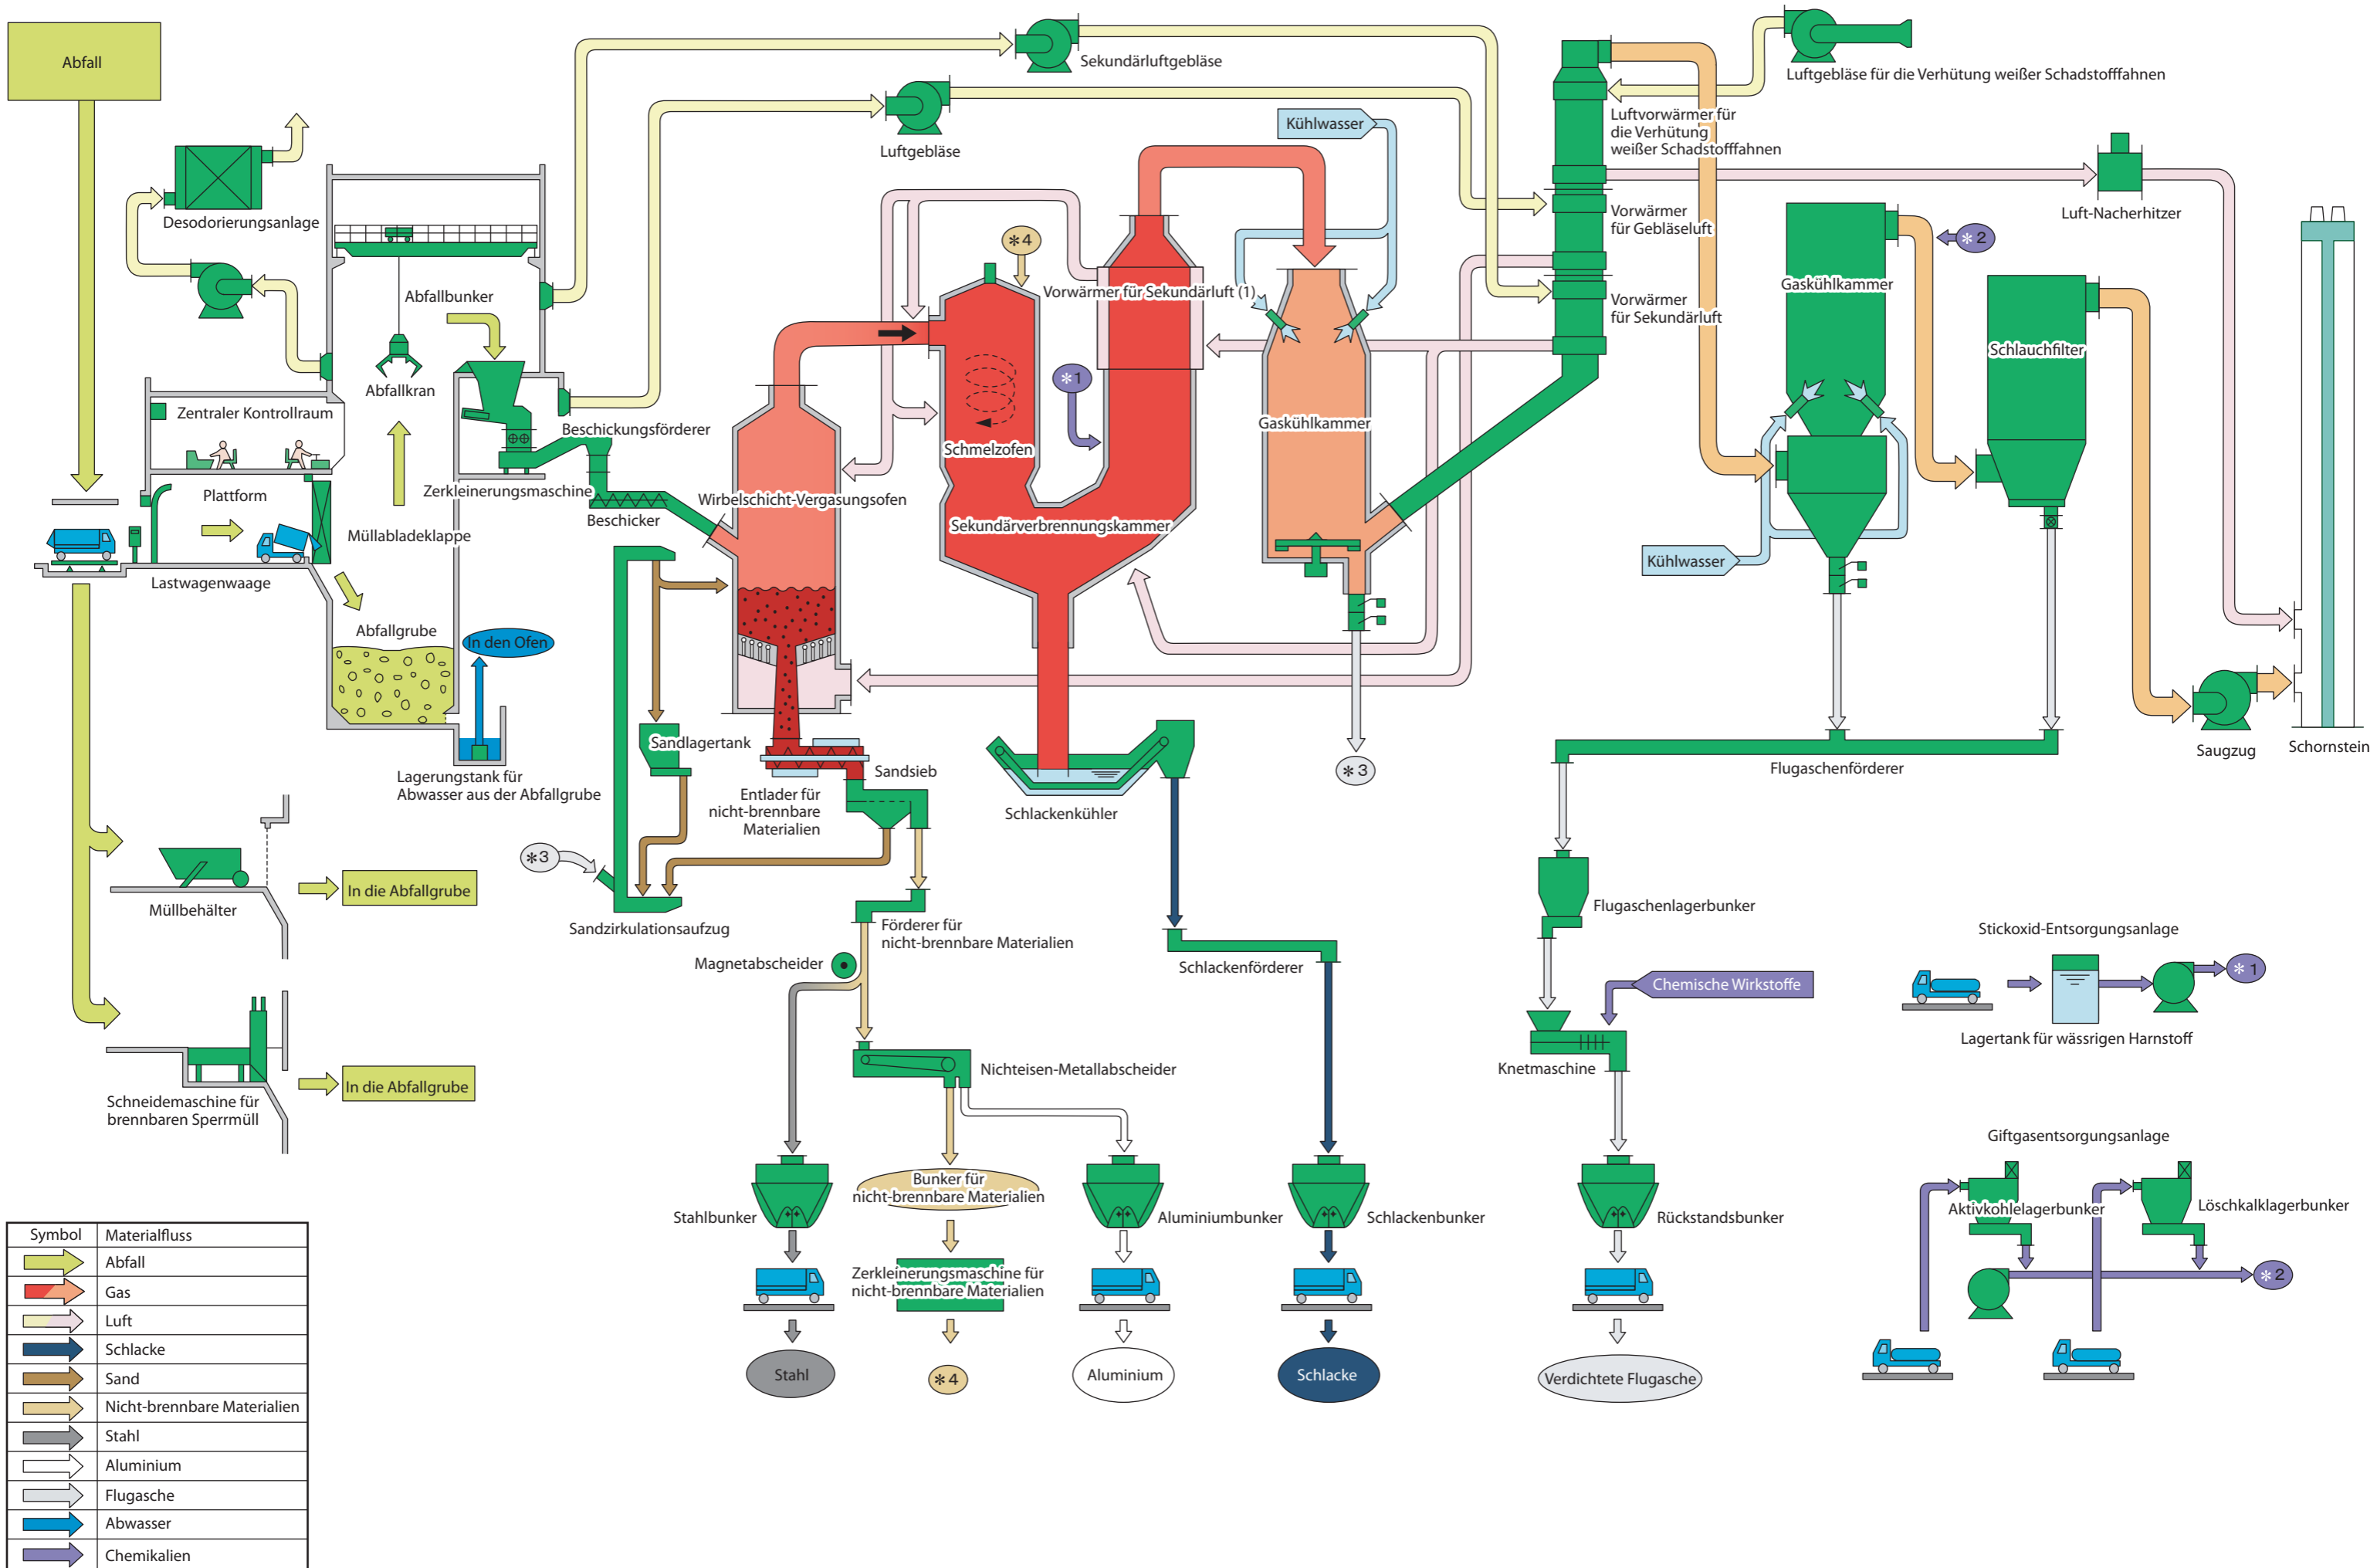 Abfall
Sekundärluftgebläse
Luftgebläse für die Verhütung weißer Schadstofffahnen
Luftgebläse
Kühlwasser
Luftvorwärmer für
die Verhütung
weißer Schadstofffahnen
Desodorierungsanlage
Luft-Nacherhitzer
Vorwärmer
für Gebläseluft
*4
*2
Abfallbunker
Vorwärmer für Sekundärluft (1)
Gaskühlkammer
Vorwärmer
für Sekundärluft
Schlauchfilter
Abfallkran
*1
Zentraler Kontrollraum
Beschickungsförderer
Gaskühlkammer
Schmelzofen
Zerkleinerungsmaschine
Plattform
Wirbelschicht-Vergasungsofen
Beschicker
Sekundärverbrennungskammer
Müllabladeklappe
Kühlwasser
Lastwagenwaage
Abfallgrube
In den Ofen
Sandlagertank
Saugzug
Schornstein
Sandsieb
*3
Flugaschenförderer
Lagerungstank für
Abwasser aus der Abfallgrube
Entlader für
nicht-brennbare
Materialien
Schlackenkühler
*3
In die Abfallgrube
Müllbehälter
Flugaschenlagerbunker
Sandzirkulationsaufzug
Förderer für
nicht-brennbare Materialien
Stickoxid-Entsorgungsanlage
Magnetabscheider
Schlackenförderer
*1
Chemische Wirkstoffe
Lagertank für wässrigen Harnstoff
Nichteisen-Metallabscheider
Knetmaschine
In die Abfallgrube
Schneidemaschine für
brennbaren Sperrmüll
Giftgasentsorgungsanlage
Bunker für
nicht-brennbare Materialien
Stahlbunker
Aluminiumbunker
Schlackenbunker
Rückstandsbunker
Aktivkohlelagerbunker
Löschkalklagerbunker
Zerkleinerungsmaschine für
nicht-brennbare Materialien
*2
Stahl
*4
Aluminium
Schlacke
Verdichtete Flugasche
Symbol Materialfluss
Abfall
Gas
Luft
Schlacke
Sand
Nicht-brennbare Materialien
Stahl
Aluminium
Flugasche
Abwasser
Chemikalien